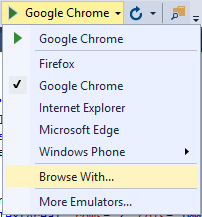 Google Chrome
Google Chrome
Firefox
Google Chrome
Internet Explorer
Microsoft Edge
Windows Phone
Browse With...
More Emulators...